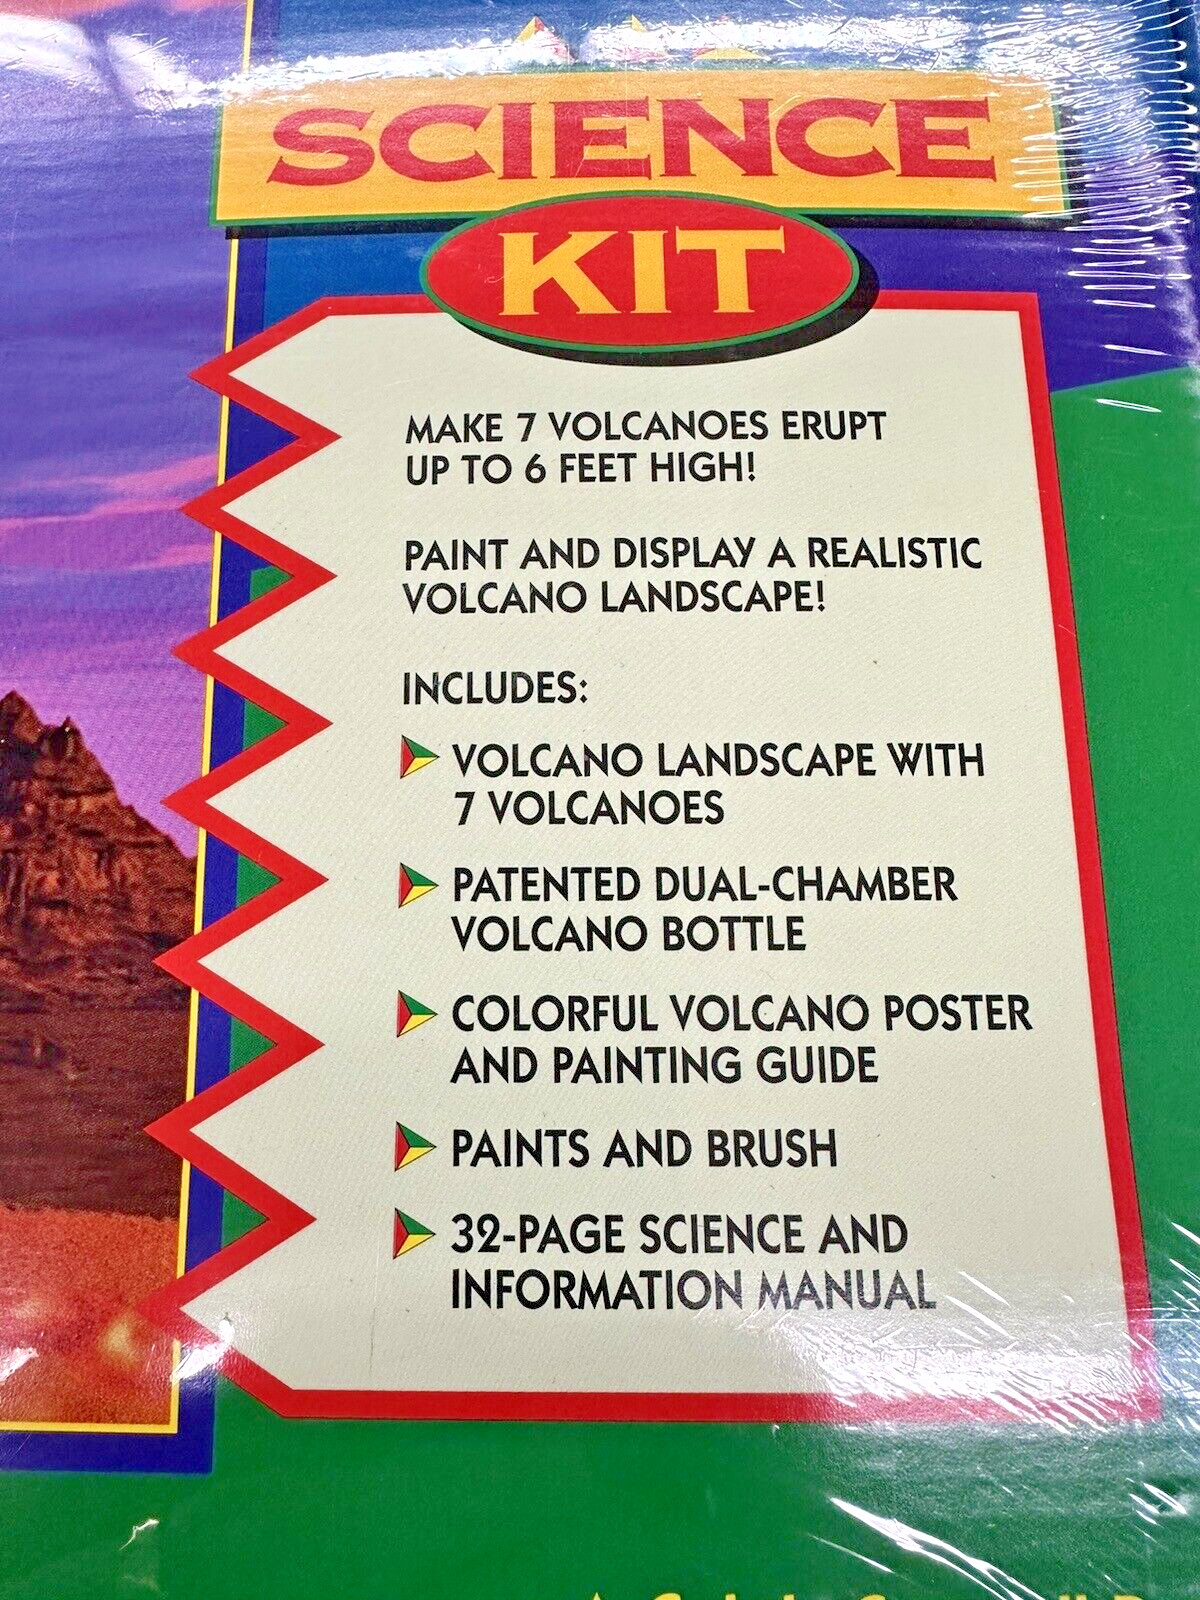 SCIENCE
KIT
MAKE 7 VOLCANOES ERUPT
UP TO 6 FEET HIGH!
PAINT AND DISPLAY A REALISTIC
VOLCANO LANDSCAPE!
INCLUDES:
VOLCANO LANDSCAPE WITH
7 VOLCANOES
PATENTED DUAL-CHAMBER
VOLCANO BOTTLE
COLORFUL VOLCANO POSTER
AND PAINTING GUIDE
PAINTS AND BRUSH
32-PAGE SCIENCE AND
INFORMATION MANUAL